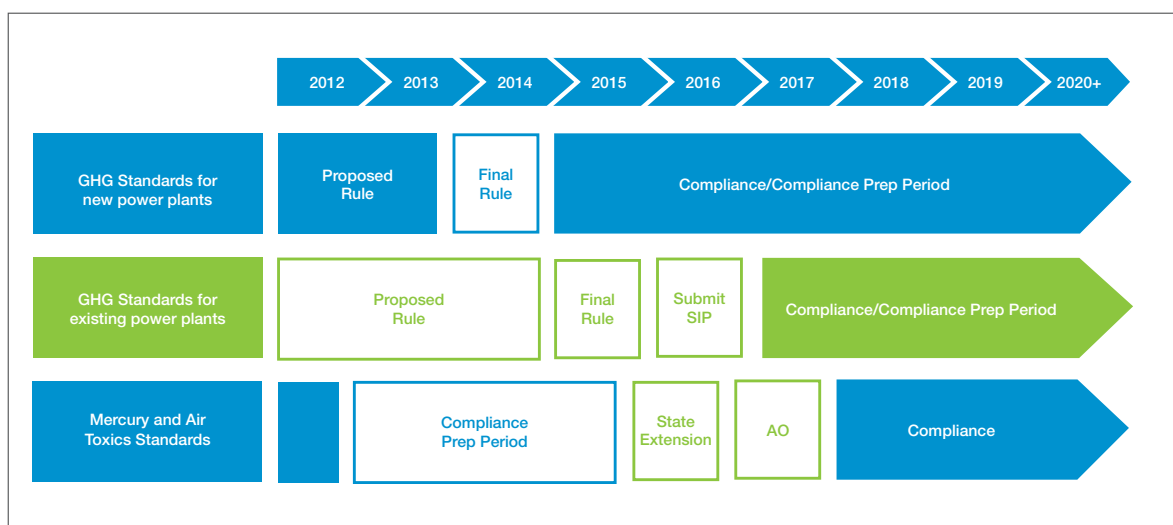 2012 2013 2014 2015 2016 2017 2018 2019 2020+
GHG Standards for
new power plants
Proposed
Rule
Final
Rule
Compliance/Compliance Prep Period
GHG Standards for
existing power plants
Proposed
Rule
Final
Rule
Submit
SIP
Compliance/Compliance Prep Period
Mercury and Air
Toxics Standards
Compliance
Prep Period
State
Extension
AO
Compliance